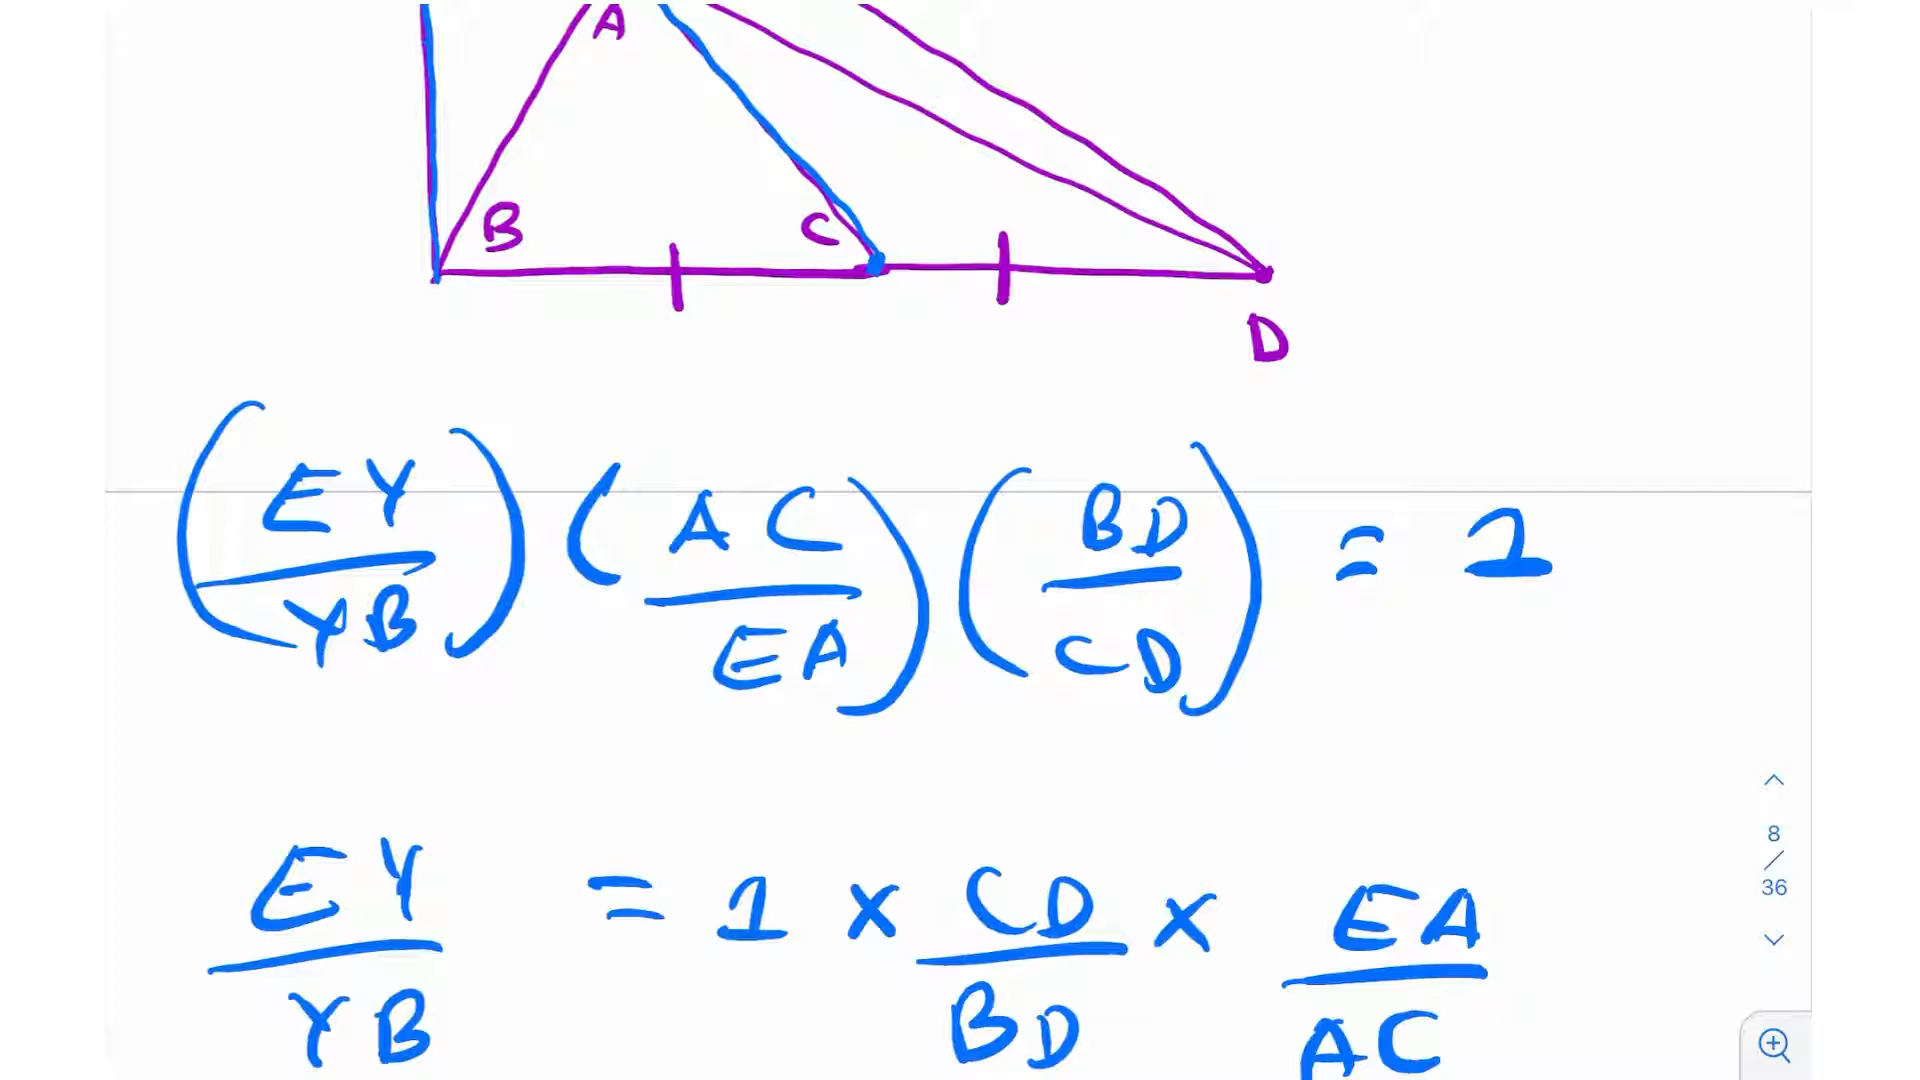 A
B C
D
(EY/YB) (AC/EA) (BD/CD) = 1
EY/YB = 1 × CD/BD × EA/AC
8
/
36